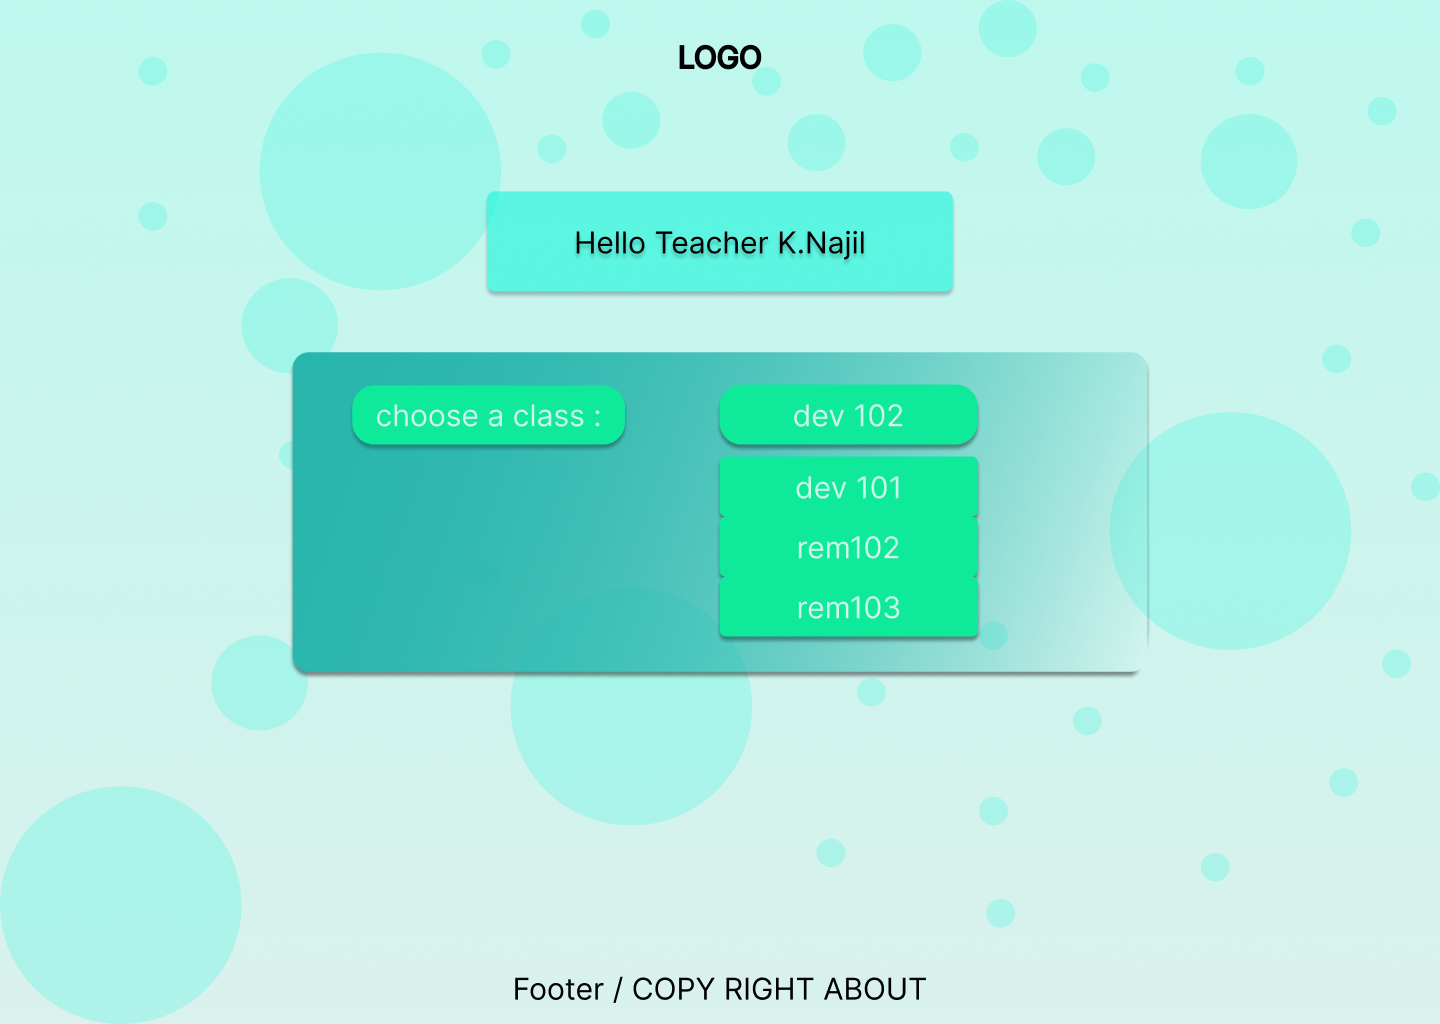 LOGO
Hello Teacher K.Najil
choose a class :
dev 102
dev 101
rem102
rem103
Footer / COPY RIGHT ABOUT